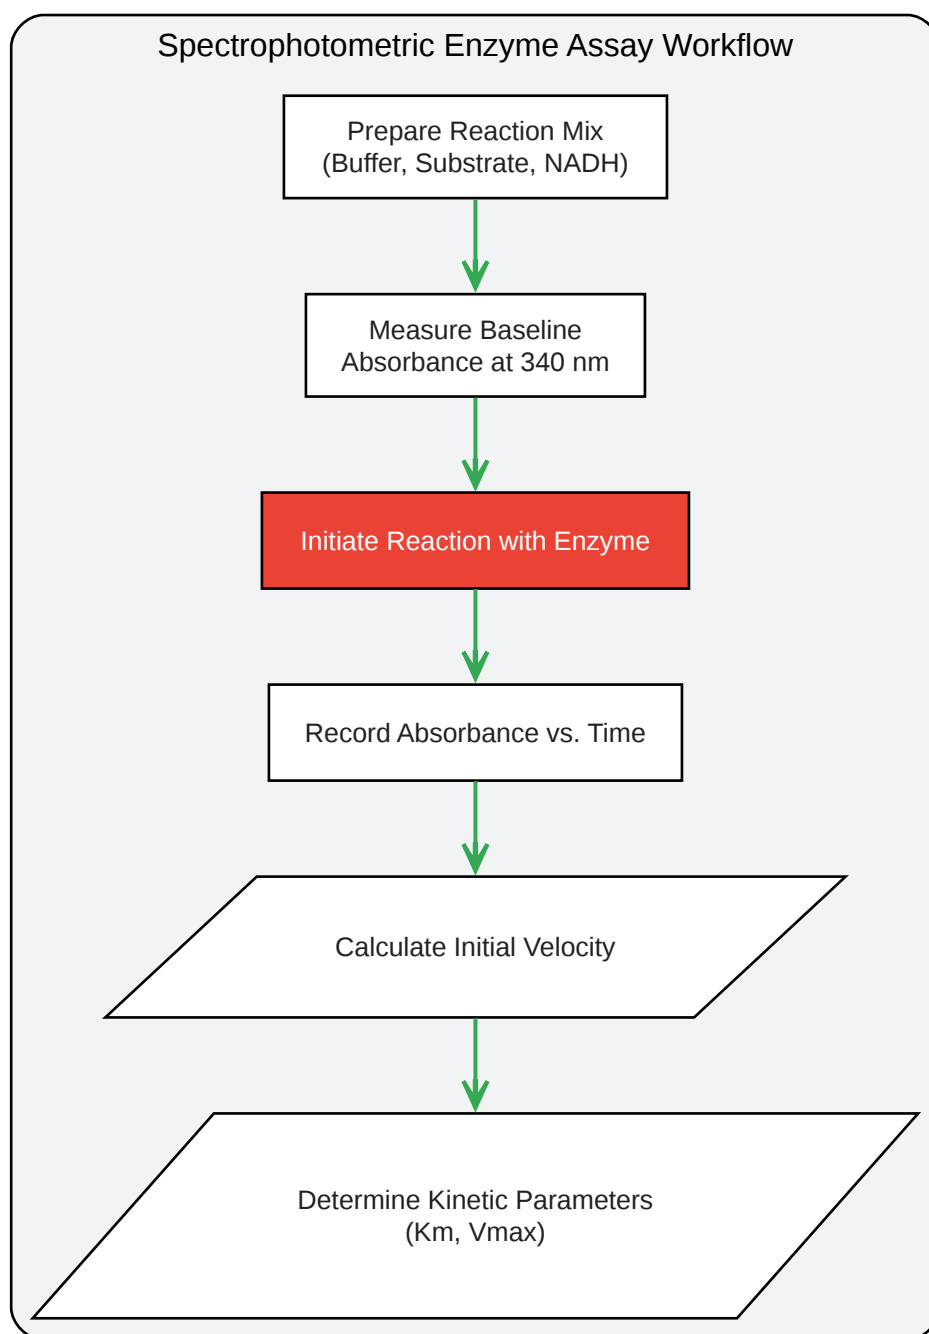 Spectrophotometric Enzyme Assay Workflow
Prepare Reaction Mix
(Buffer, Substrate, NADH)
Measure Baseline
Absorbance at 340 nm
Initiate Reaction with Enzyme
Record Absorbance vs. Time
Calculate Initial Velocity
Determine Kinetic Parameters
(Km, Vmax)